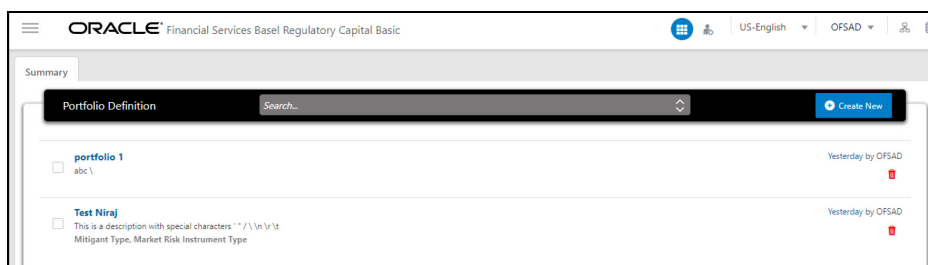 ORACLE® Financial Services Basel Regulatory Capital Basic
US-English
OFSAD
Summary
Portfolio Definition
Search...
Create New
portfolio 1
Yesterday by OFSAD
abc \
Test Niraj
Yesterday by OFSAD
This is a description with special characters ' " / \ \n \r \t
Mitigant Type, Market Risk Instrument Type